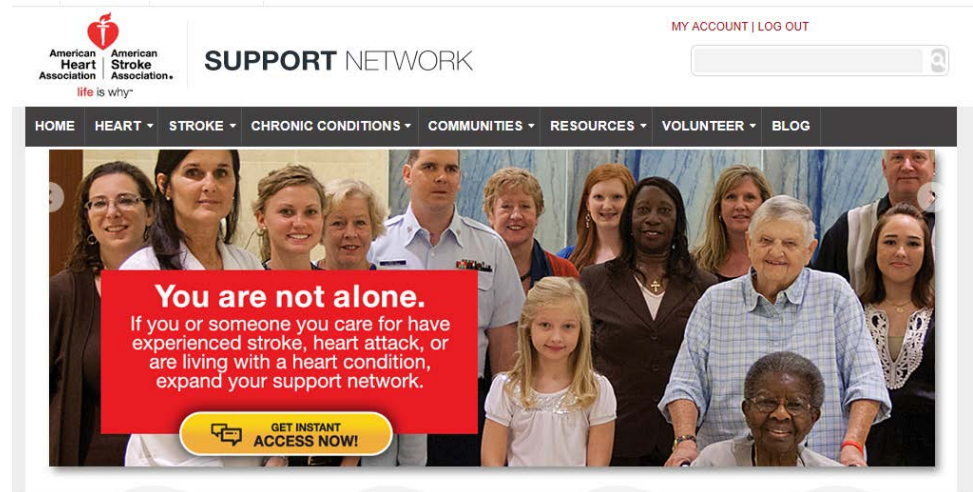 American American
Heart Stroke
Association Association®
life is why™
SUPPORT NETWORK
MY ACCOUNT | LOG OUT
HOME HEART STROKE CHRONIC CONDITIONS COMMUNITIES RESOURCES VOLUNTEER BLOG
You are not alone.
If you or someone you care for have
experienced stroke, heart attack, or
are living with a heart condition,
expand your support network.
GET INSTANT
ACCESS NOW!